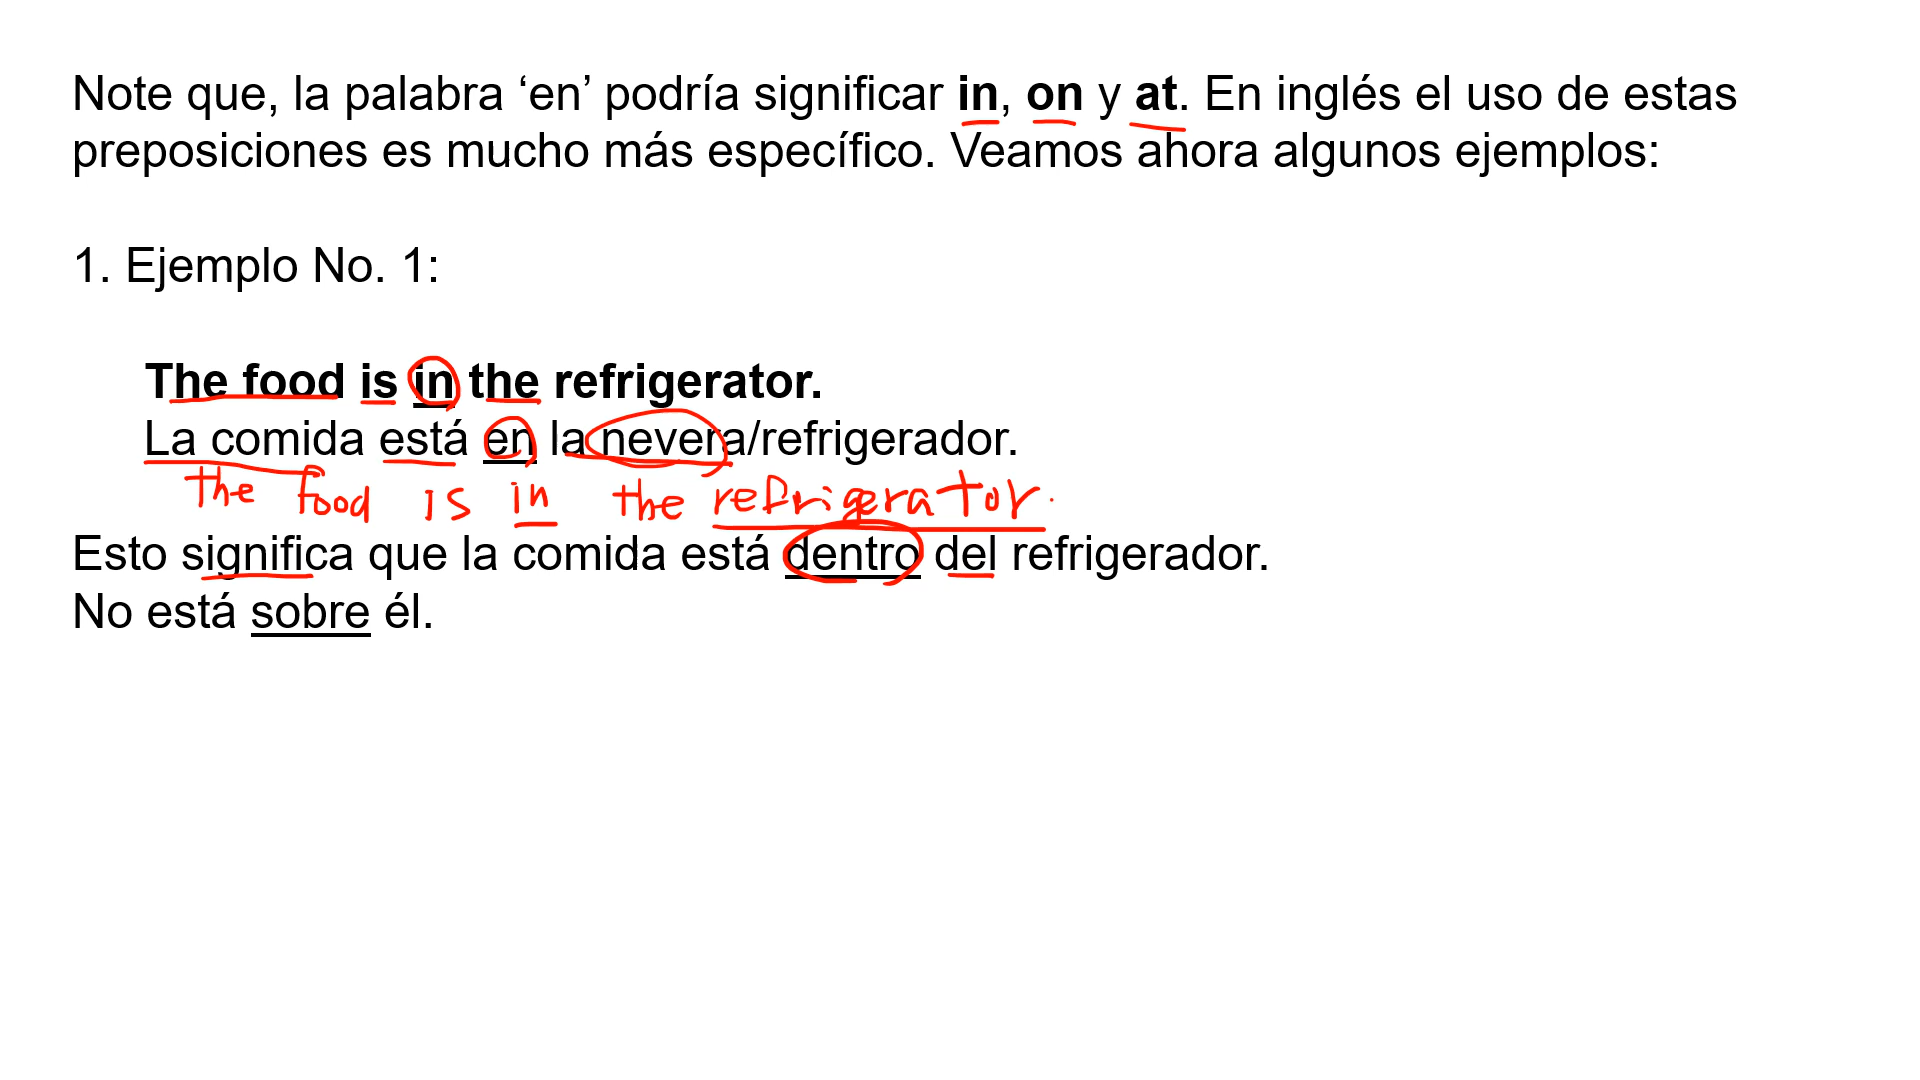 Note que, la palabra ‘en’ podría significar in, on y at. En inglés el uso de estas
preposiciones es mucho más específico. Veamos ahora algunos ejemplos:
1. Ejemplo No. 1:
The food is in the refrigerator.
La comida está en la nevera/refrigerador.
the food is in the refrigerator.
Esto significa que la comida está dentro del refrigerador.
No está sobre él.